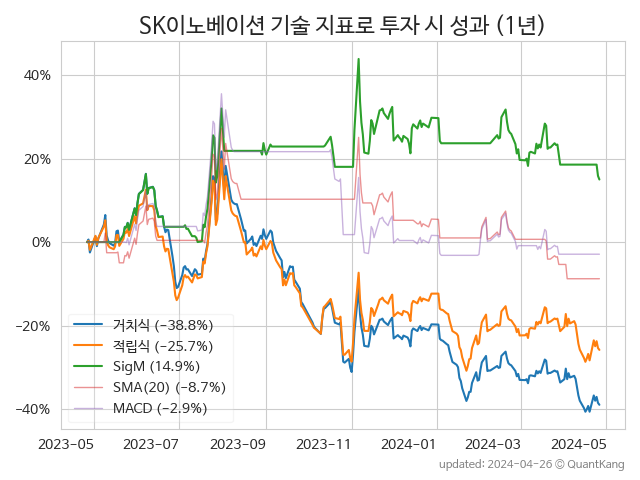 SK이노베이션 기술 지표로 투자 시 성과 (1년)
40%
20%
0%
−20%
−40%
거치식 (−38.8%)
적립식 (−25.7%)
SigM (14.9%)
SMA(20) (−8.7%)
MACD (−2.9%)
2023-05 2023-07 2023-09 2023-11 2024-01 2024-03 2024-05
updated: 2024-04-26 © QuantKang